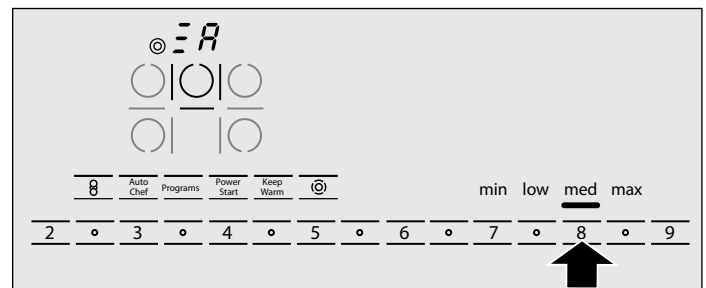 A
Auto Chef Programs Power Start Keep Warm
min low med max
2 3 4 5 6 7 8 9